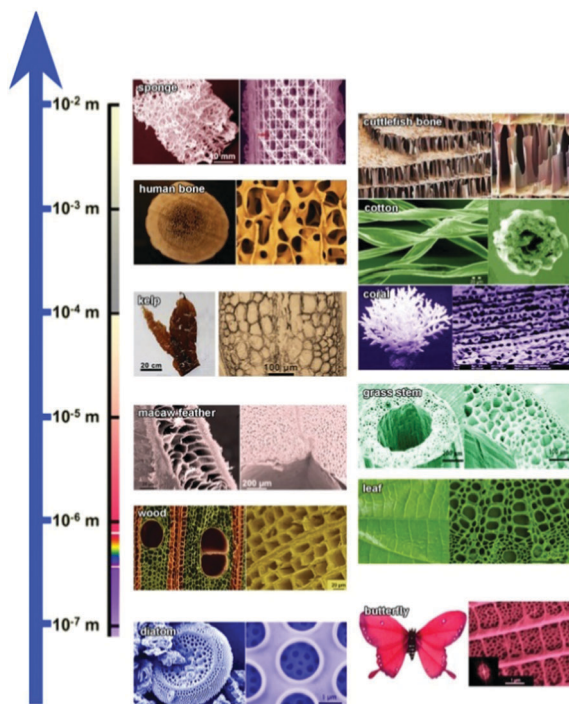 10⁻² m
10⁻³ m
10⁻⁴ m
10⁻⁵ m
10⁻⁶ m
10⁻⁷ m
sponge
human bone
kelp
20 cm
100 µm
macaw feather
200 µm
wood
20 µm
diatom
cuttlefish bone
cotton
coral
grass stem
leaf
butterfly